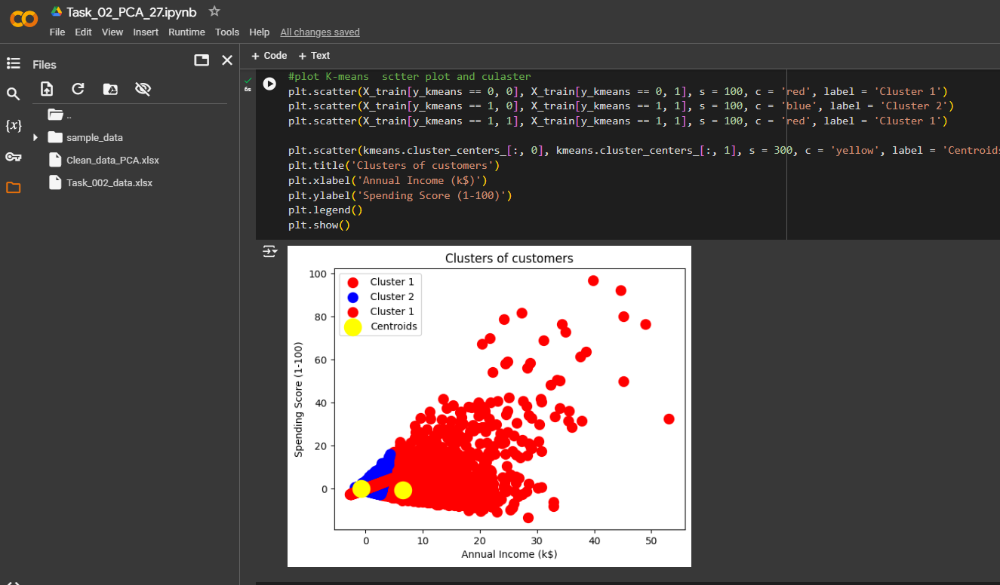 Task_02_PCA_27.ipynb
File Edit View Insert Runtime Tools Help All changes saved
Files
+ Code + Text
..
sample_data
Clean_data_PCA.xlsx
Task_002_data.xlsx
{x}
6s
#plot K-means  sctter plot and culaster
plt.scatter(X_train[y_kmeans == 0, 0], X_train[y_kmeans == 0, 1], s = 100, c = 'red', label = 'Cluster 1')
plt.scatter(X_train[y_kmeans == 1, 0], X_train[y_kmeans == 1, 1], s = 100, c = 'blue', label = 'Cluster 2')
plt.scatter(X_train[y_kmeans == 1, 1], X_train[y_kmeans == 1, 1], s = 100, c = 'red', label = 'Cluster 1')
plt.scatter(kmeans.cluster_centers_[:, 0], kmeans.cluster_centers_[:, 1], s = 300, c = 'yellow', label = 'Centroids
plt.title('Clusters of customers')
plt.xlabel('Annual Income (k$)')
plt.ylabel('Spending Score (1-100)')
plt.legend()
plt.show()
Clusters of customers
Cluster 1
Cluster 2
Cluster 1
Centroids
Spending Score (1-100)
100
80
60
40
20
0
0 10 20 30 40 50
Annual Income (k$)